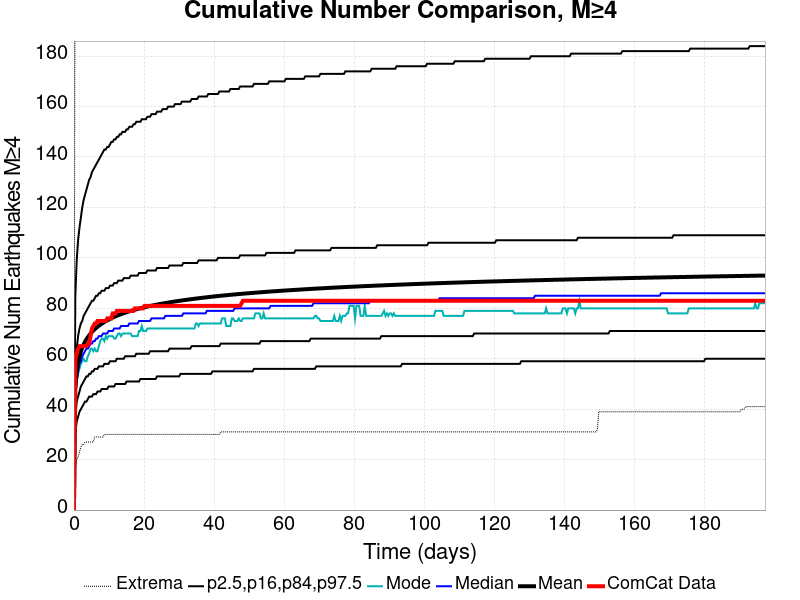 Cumulative Number Comparison, M≥4
Cumulative Num Earthquakes M≥4
180
160
140
120
100
80
60
40
20
0
0 20 40 60 80 100 120 140 160 180
Time (days)
Extrema p2.5,p16,p84,p97.5 Mode Median Mean ComCat Data